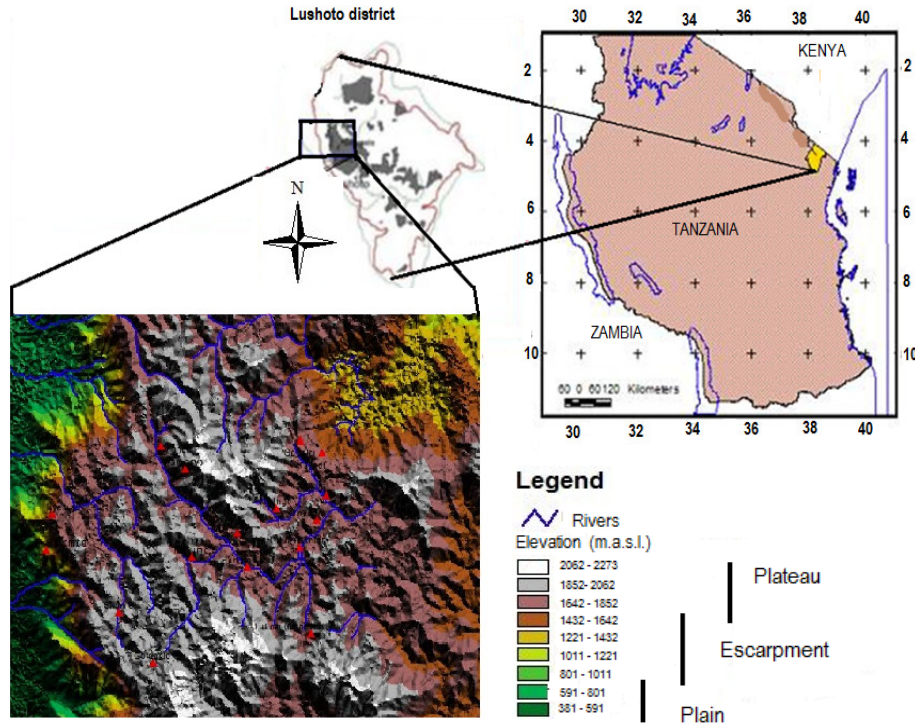 Lushoto district
N
30 32 34 36 38 40
KENYA
2 2
4 4
6 6
8 8
10 10
TANZANIA
ZAMBIA
60 0 60 120 Kilometers
30 32 34 36 38 40
Legend
Rivers
Elevation (m.a.s.l.)
2062 - 2273
1852 - 2062
1642 - 1852
1432 - 1642
1221 - 1432
1011 - 1221
801 - 1011
591 - 801
381 - 591
Plateau
Escarpment
Plain